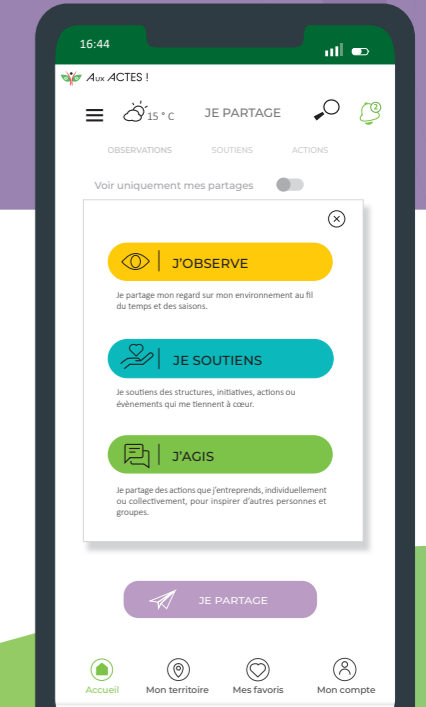 16:44
Aux ACTES !
15 ° C
JE PARTAGE
2
OBSERVATIONS SOUTIENS ACTIONS
Voir uniquement mes partages
J'OBSERVE
Je partage mon regard sur mon environnement au fil
du temps et des saisons.
JE SOUTIENS
Je soutiens des structures, initiatives, actions ou
évènements qui me tiennent à cœur.
J'AGIS
Je partage des actions que j'entreprends, individuellement
ou collectivement, pour inspirer d'autres personnes et
groupes.
JE PARTAGE
Accueil Mon territoire Mes favoris Mon compte